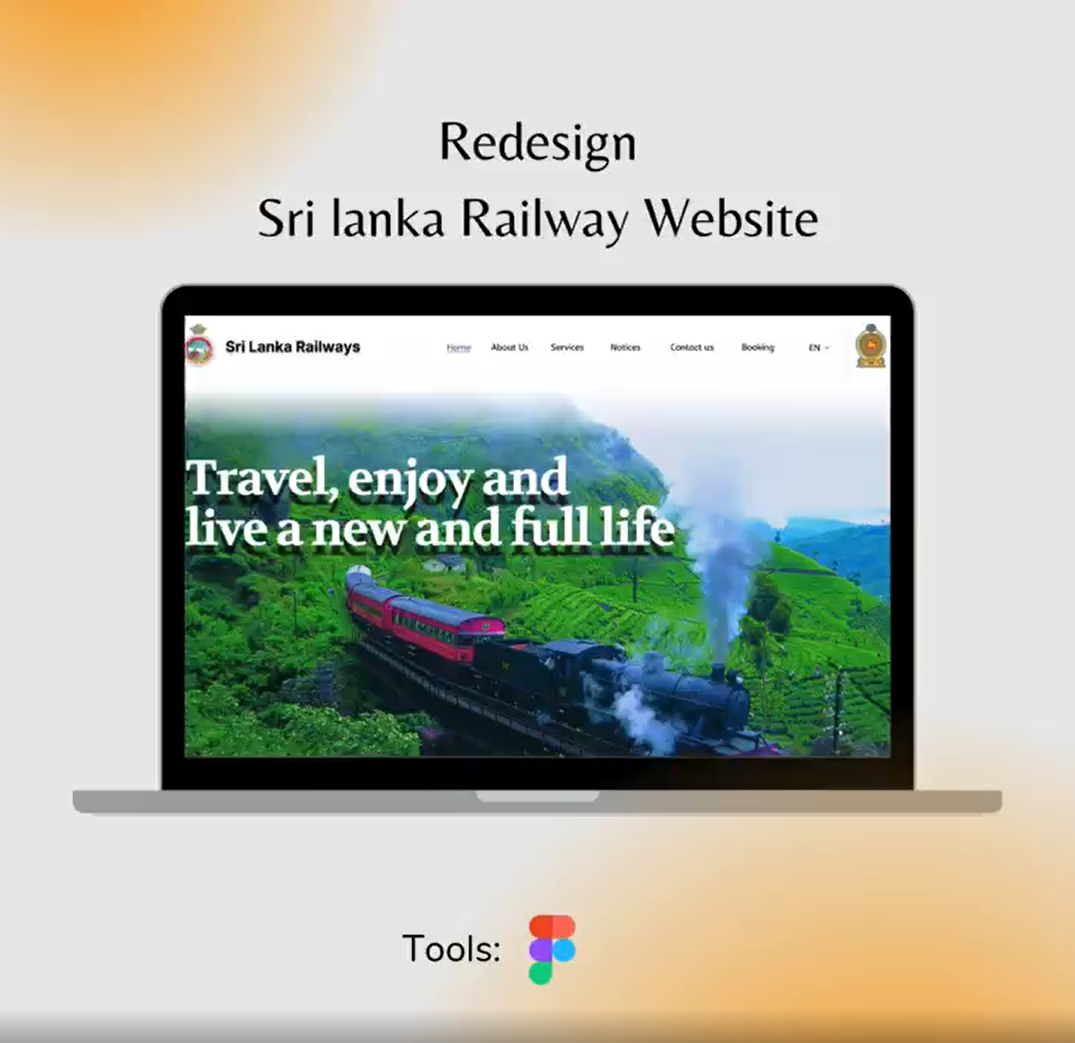 Redesign
Sri lanka Railway Website
Sri Lanka Railways
Home About Us Services Notices Contact us Booking EN
Travel, enjoy and
live a new and full life
Tools: